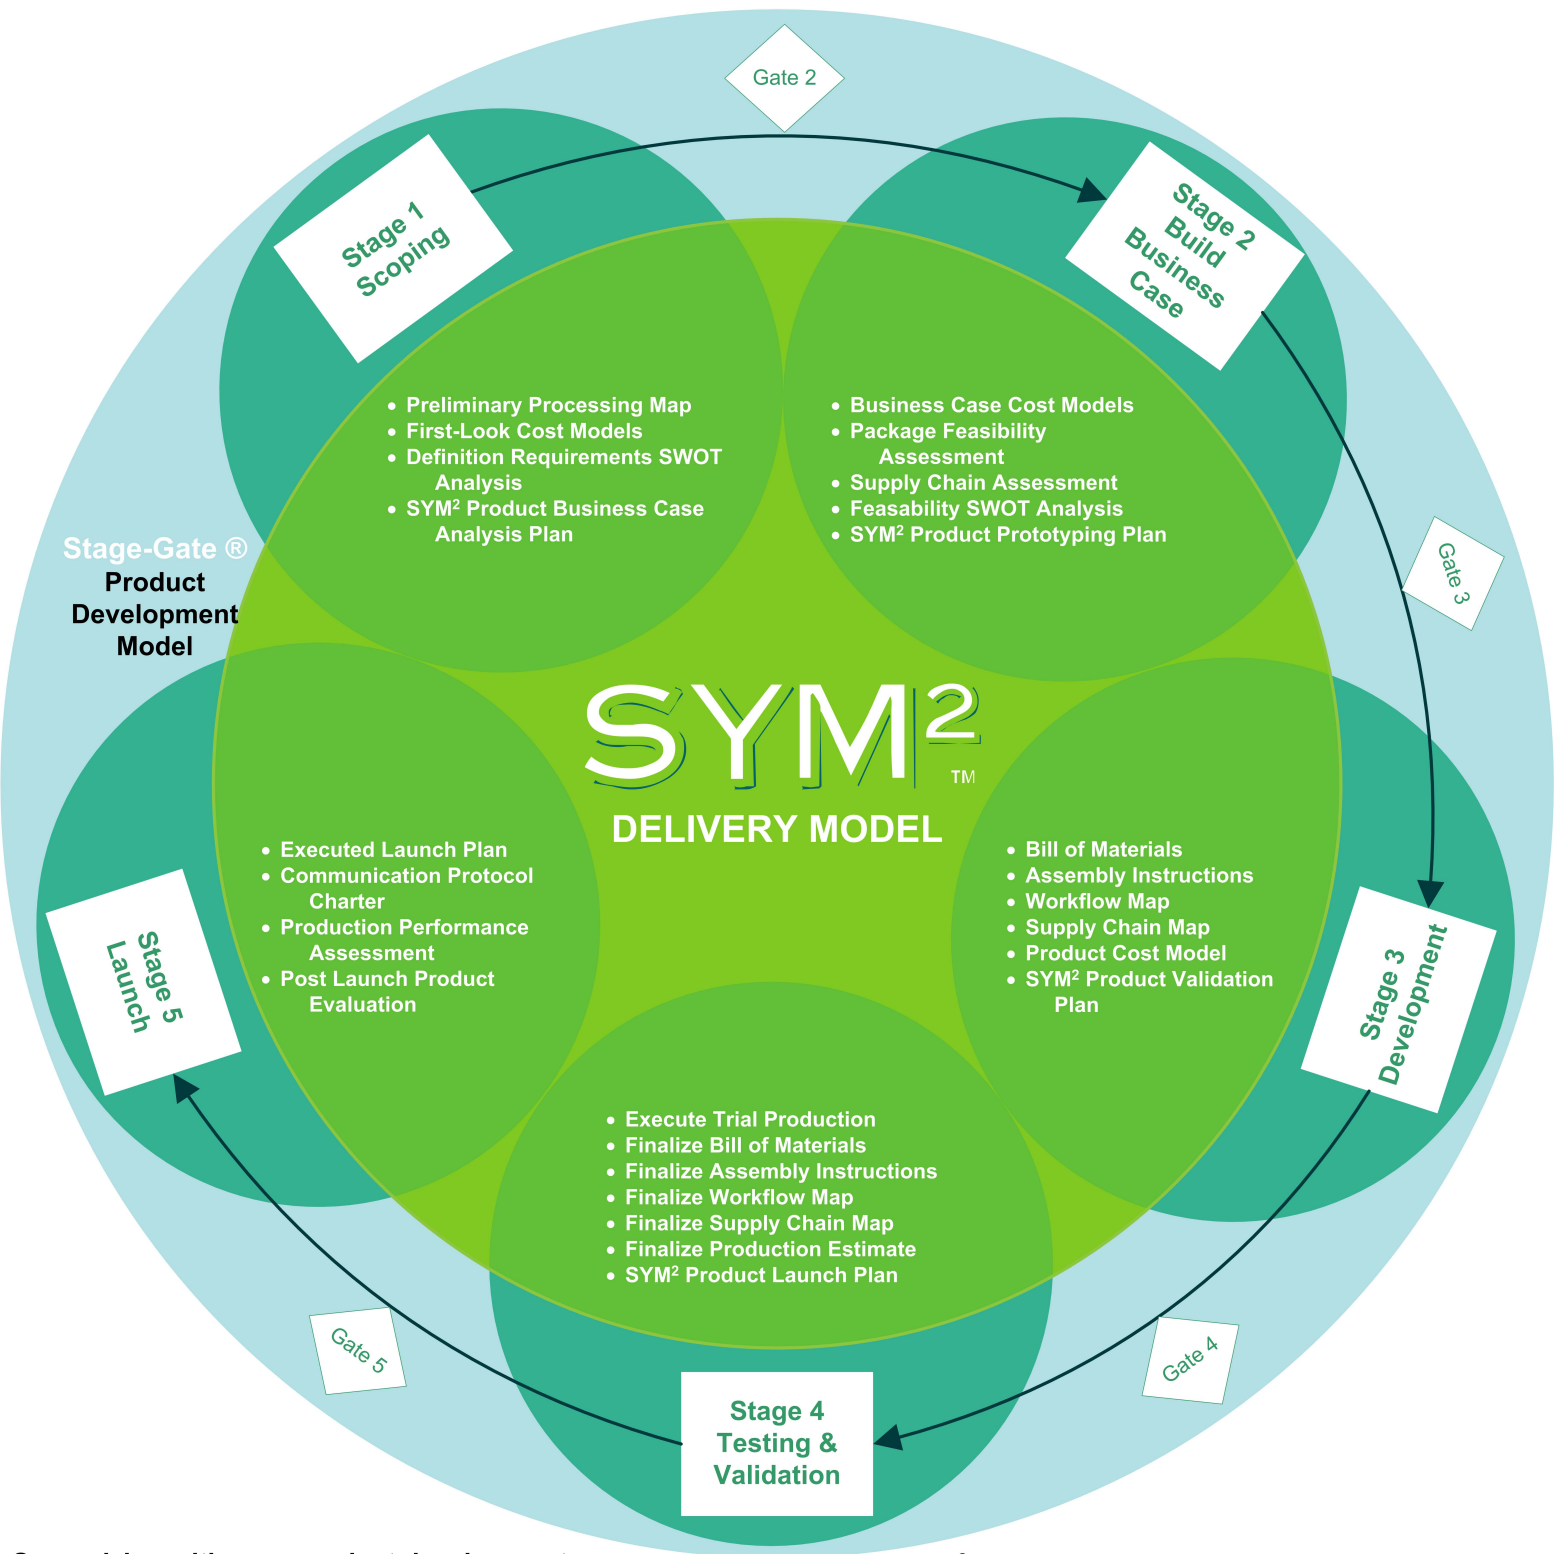 Gate 2
Stage 1
Scoping
Stage 2
Build
Business
Case
• Preliminary Processing Map
• First-Look Cost Models
• Definition Requirements SWOT
Analysis
• SYM² Product Business Case
Analysis Plan
• Business Case Cost Models
• Package Feasibility
Assessment
• Supply Chain Assessment
• Feasability SWOT Analysis
• SYM² Product Prototyping Plan
Gate 3
Stage-Gate ®
Product
Development
Model
SYM² ™
DELIVERY MODEL
• Executed Launch Plan
• Communication Protocol
Charter
• Production Performance
Assessment
• Post Launch Product
Evaluation
• Bill of Materials
• Assembly Instructions
• Workflow Map
• Supply Chain Map
• Product Cost Model
• SYM² Product Validation
Plan
Stage 5
Launch
Stage 3
Development
• Execute Trial Production
• Finalize Bill of Materials
• Finalize Assembly Instructions
• Finalize Workflow Map
• Finalize Supply Chain Map
• Finalize Production Estimate
• SYM² Product Launch Plan
Gate 5
Gate 4
Stage 4
Testing &
Validation